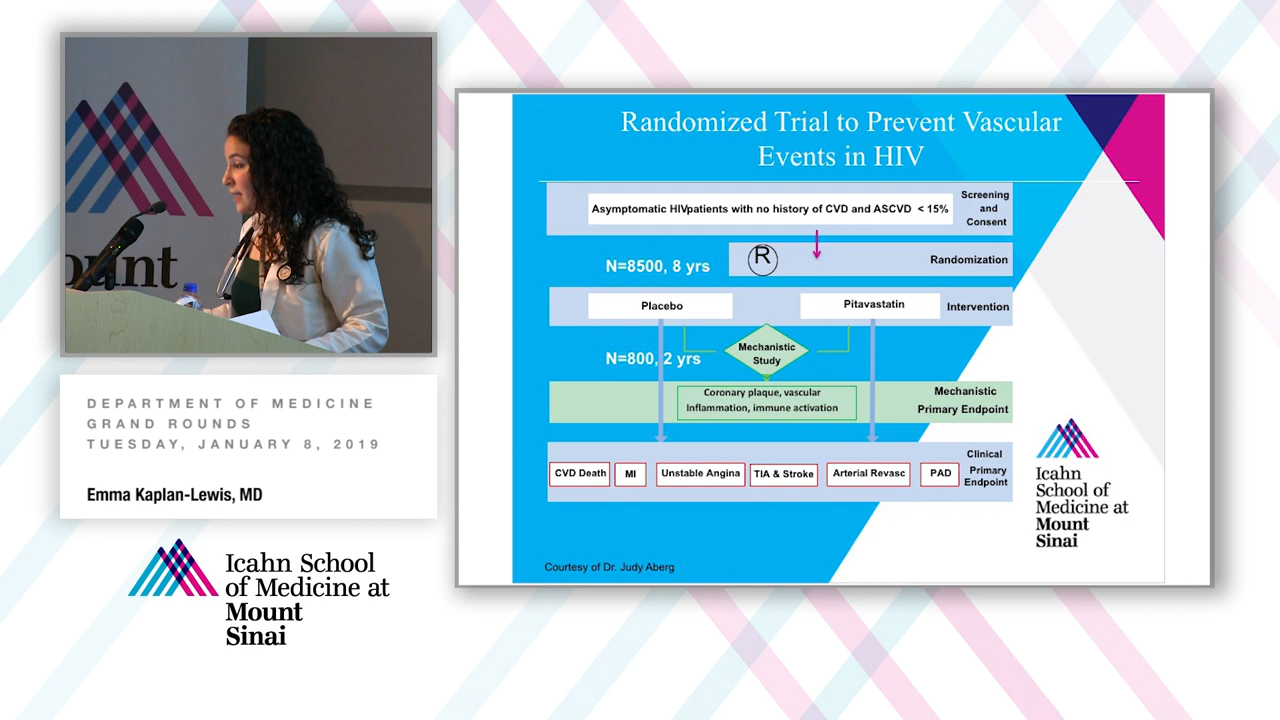 ount
DEPARTMENT OF MEDICINE
GRAND ROUNDS
TUESDAY, JANUARY 8, 2019
Emma Kaplan-Lewis, MD
Icahn School
of Medicine at
Mount
Sinai
Randomized Trial to Prevent Vascular
Events in HIV
Asymptomatic HIVpatients with no history of CVD and ASCVD < 15%
Screening
and
Consent
N=8500, 8 yrs
R
Randomization
Placebo
Pitavastatin
Intervention
N=800, 2 yrs
Mechanistic
Study
Coronary plaque, vascular
Inflammation, immune activation
Mechanistic
Primary Endpoint
CVD Death
MI
Unstable Angina
TIA & Stroke
Arterial Revasc
PAD
Clinical
Primary
Endpoint
Icahn
School of
Medicine at
Mount
Sinai
Courtesy of Dr. Judy Aberg